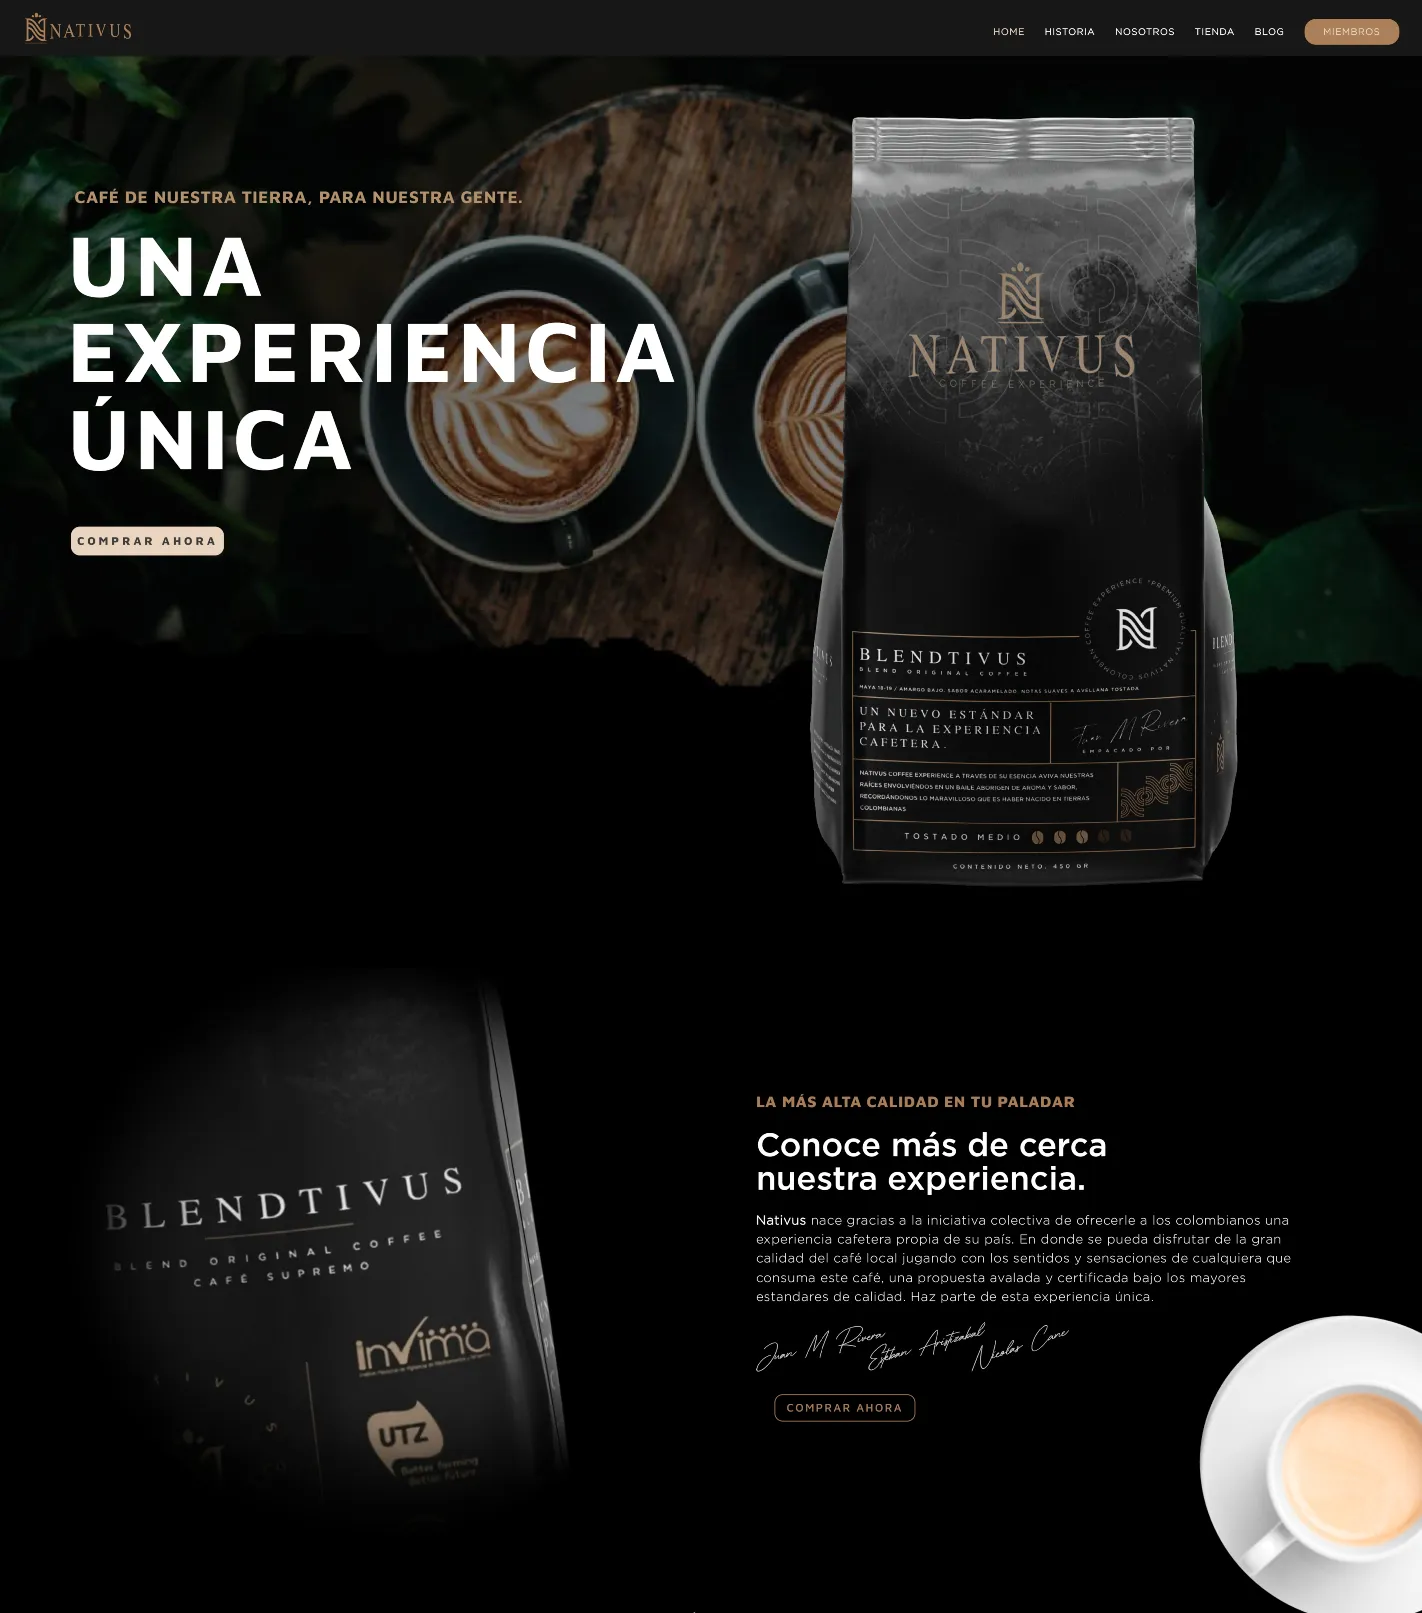 NATIVUS
HOME HISTORIA NOSOTROS TIENDA BLOG MIEMBROS
CAFÉ DE NUESTRA TIERRA, PARA NUESTRA GENTE.
UNA
EXPERIENCIA
ÚNICA
COMPRAR AHORA
NATIVUS
COFFEE EXPERIENCE
COFFEE EXPERIENCE *PREMIUM QUALITY* NATIVUS COLOMBIAN
BLENDTIVUS
BLEND ORIGINAL COFFEE
MAYA 18-19 / AMARGO BAJO. SABOR ACARAMELADO. NOTAS SUAVES A AVELLANA TOSTADA
UN NUEVO ESTÁNDAR
PARA LA EXPERIENCIA
CAFETERA.
Juan M Rivera
EMPACADO POR
NATIVUS COFFEE EXPERIENCE A TRAVÉS DE SU ESENCIA AVIVA NUESTRAS
RAÍCES ENVOLVIÉNDOS EN UN BAILE ABORIGEN DE AROMA Y SABOR,
RECORDÁNDONOS LO MARAVILLOSO QUE ES HABER NACIDO EN TIERRAS
COLOMBIANAS
TOSTADO MEDIO
CONTENIDO NETO. 450 GR
BLENDTIVUS
BLEND ORIGINAL COFFEE
CAFÉ SUPREMO
invima
UTZ
Better farming
Better future
LA MÁS ALTA CALIDAD EN TU PALADAR
Conoce más de cerca
nuestra experiencia.
Nativus nace gracias a la iniciativa colectiva de ofrecerle a los colombianos una
experiencia cafetera propia de su país. En donde se pueda disfrutar de la gran
calidad del café local jugando con los sentidos y sensaciones de cualquiera que
consuma este café, una propuesta avalada y certificada bajo los mayores
estandares de calidad. Haz parte de esta experiencia única.
Juan M Rivera
Esteban Aristizabal
Nicolas Cane
COMPRAR AHORA